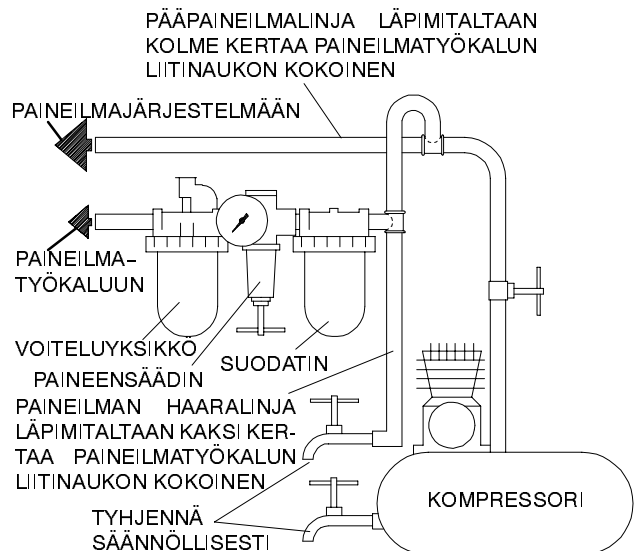 PÄÄPAINEILMALINJA LÄPIMITALTAAN
KOLME KERTAA PAINEILMATYÖKALUN
LIITINAUKON KOKOINEN
PAINEILMAJÄRJESTELMÄÄN
PAINEILMA-
TYÖKALUUN
VOITELUYKSIKKÖ
SUODATIN
PAINEENSÄÄDIN
PAINEILMAN HAARALINJA
LÄPIMITALTAAN KAKSI KER-
TAA PAINEILMATYÖKALUN
LIITINAUKON KOKOINEN
KOMPRESSORI
TYHJENNÄ
SÄÄNNÖLLISESTI